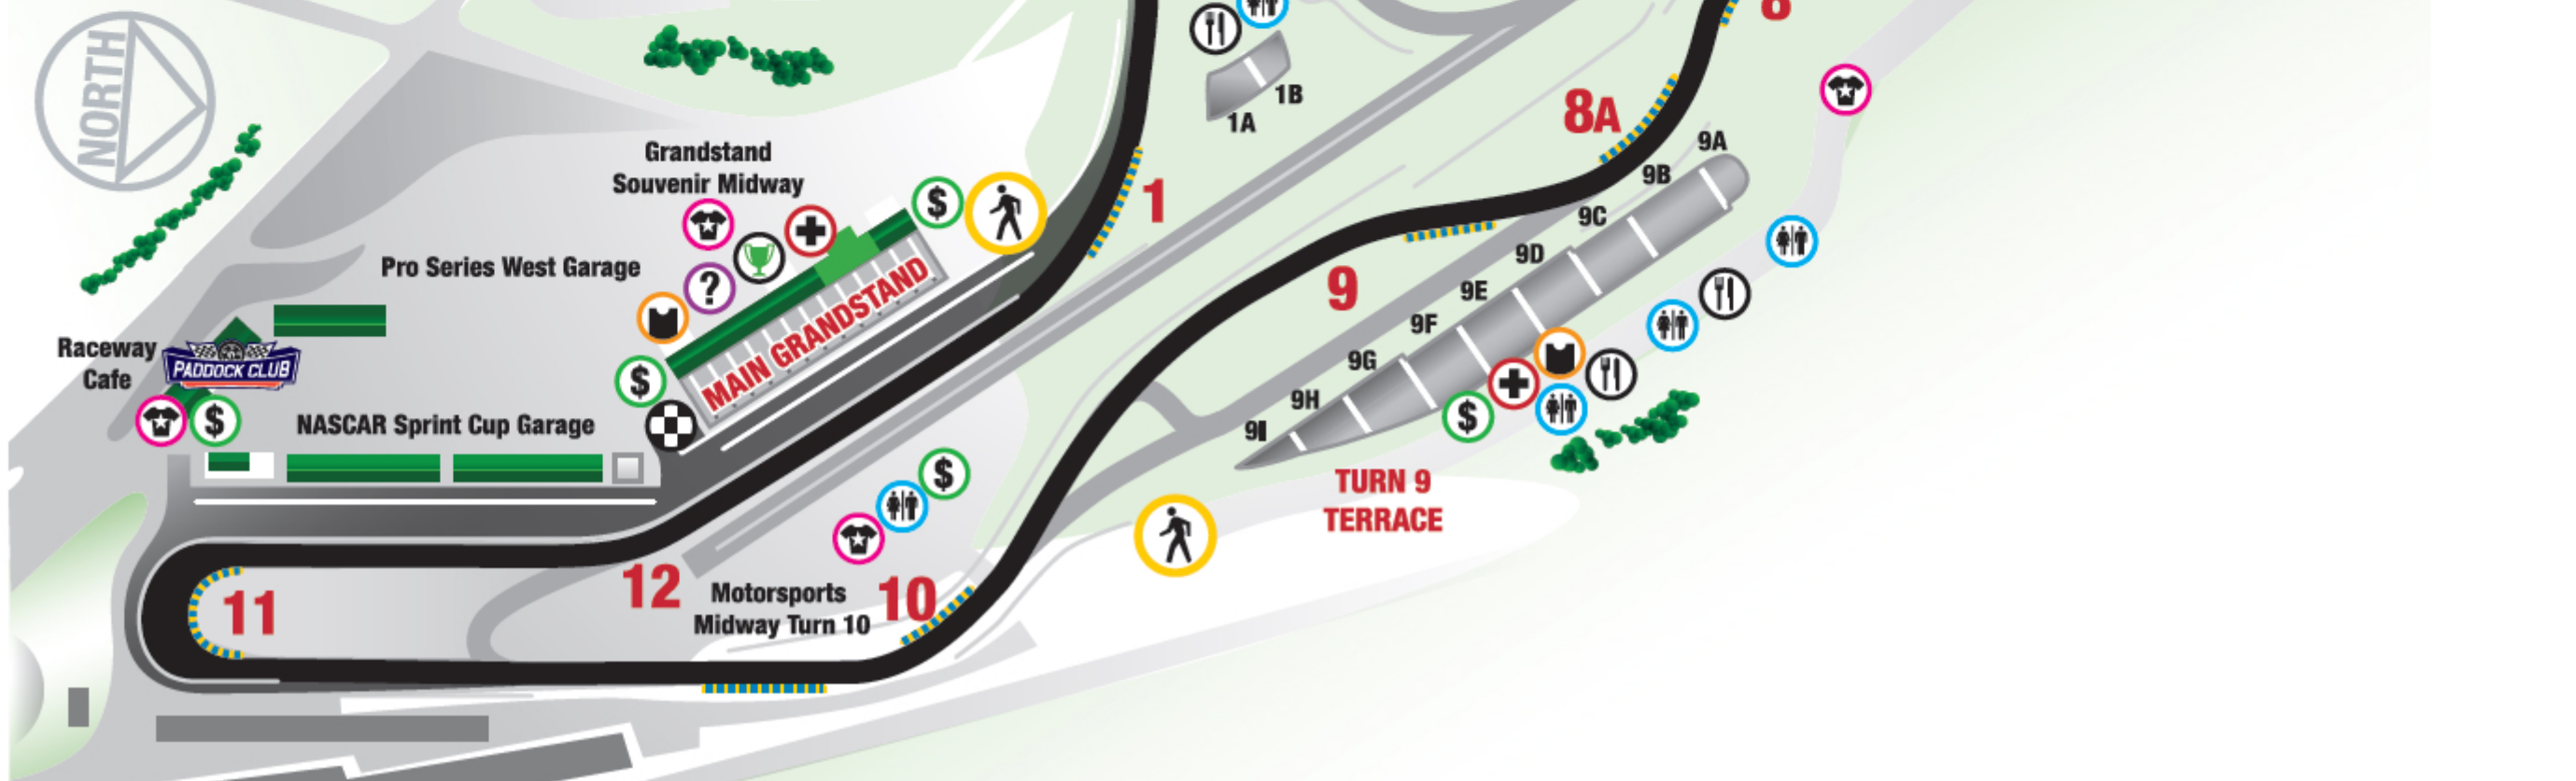 NORTH
8
1B
1A
8A
9A
9B
9C
9D
9E
9F
9G
9H
9I
Grandstand
Souvenir Midway
$
1
?
Pro Series West Garage
MAIN GRANDSTAND
9
Raceway
Cafe
PADDOCK CLUB
$
$
NASCAR Sprint Cup Garage
$
$
TURN 9
TERRACE
11
12
Motorsports
Midway Turn 10
10